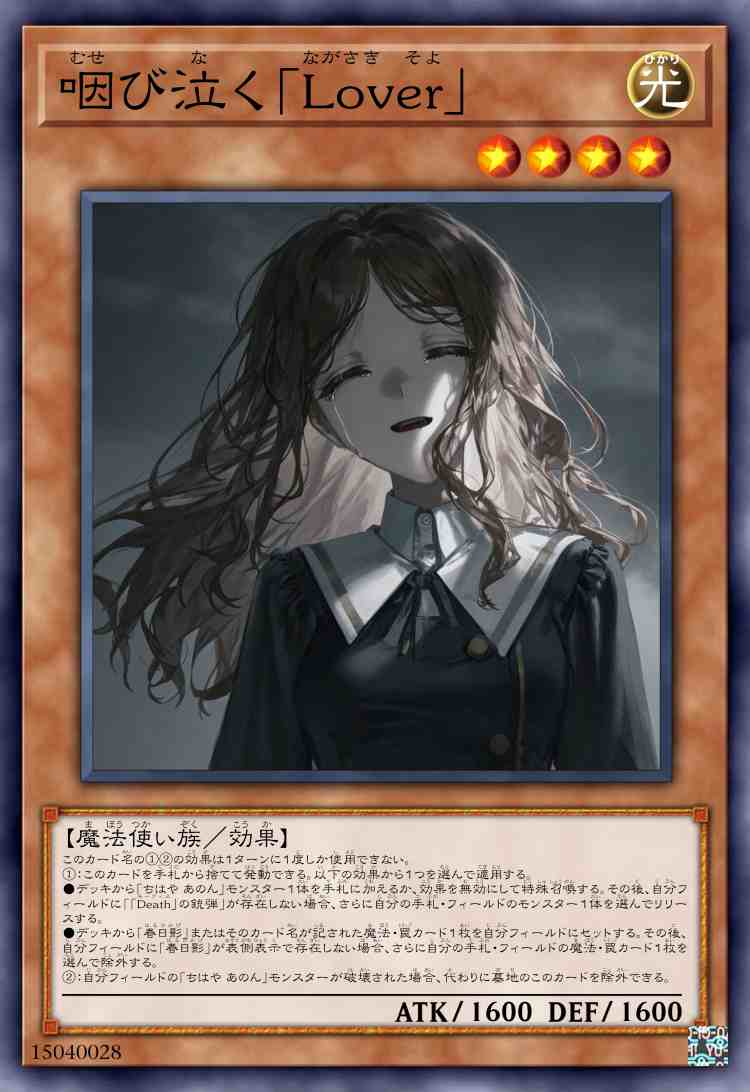 咽び泣く「Lover」
光
【魔法使い族／効果】
このカード名の①②の効果は1ターンに1度しか使用できない。
①：このカードを手札から捨てて発動できる。以下の効果から1つを選んで適用する。
●デッキから「ちはや あのん」モンスター1体を手札に加えるか、効果を無効にして特殊召喚する。その後、自分フ
ィールドに「「Death」の銃弾」が存在しない場合、さらに自分の手札・フィールドのモンスター1体を選んでリリー
スする。
●デッキから「春日影」またはそのカード名が記された魔法・罠カード1枚を自分フィールドにセットする。その後、
自分フィールドに「春日影」が表側表示で存在しない場合、さらに自分の手札・フィールドの魔法・罠カード1枚を
選んで除外する。
②：自分フィールドの「ちはや あのん」モンスターが破壊された場合、代わりに墓地のこのカードを除外できる。
ATK/1600 DEF/1600
15040028